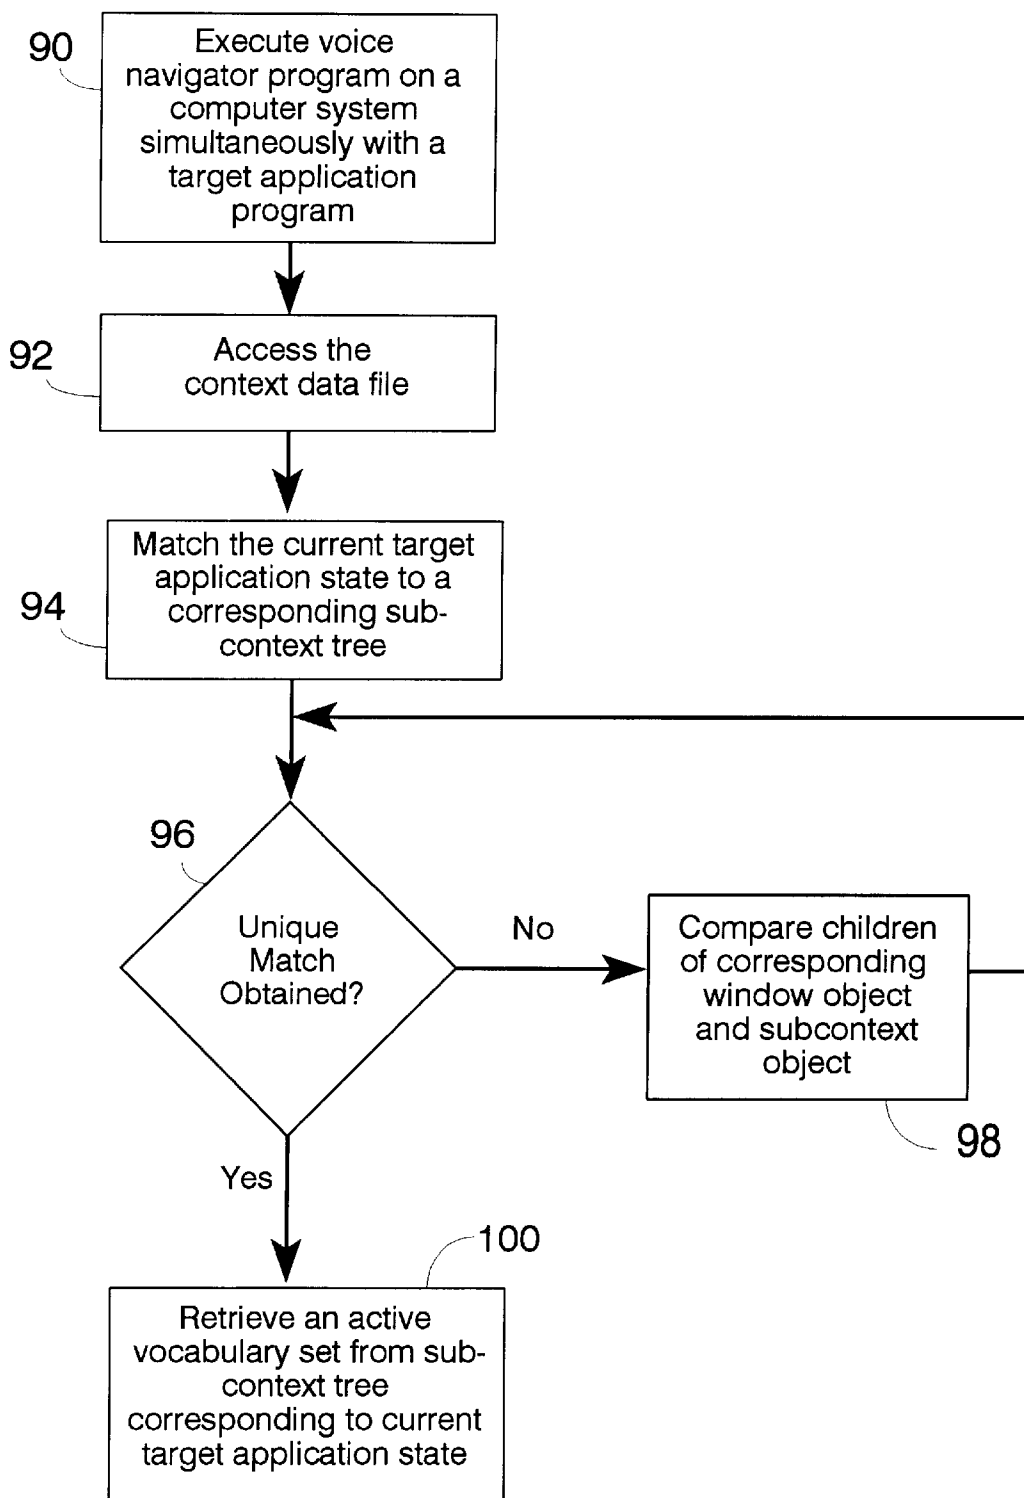 90
Execute voice
navigator program on a
computer system
simultaneously with a
target application
program
92
Access the
context data file
94
Match the current target
application state to a
corresponding sub-
context tree
96
Unique
Match
Obtained?
No
Compare children
of corresponding
window object
and subcontext
object
98
Yes
100
Retrieve an active
vocabulary set from sub-
context tree
corresponding to current
target application state